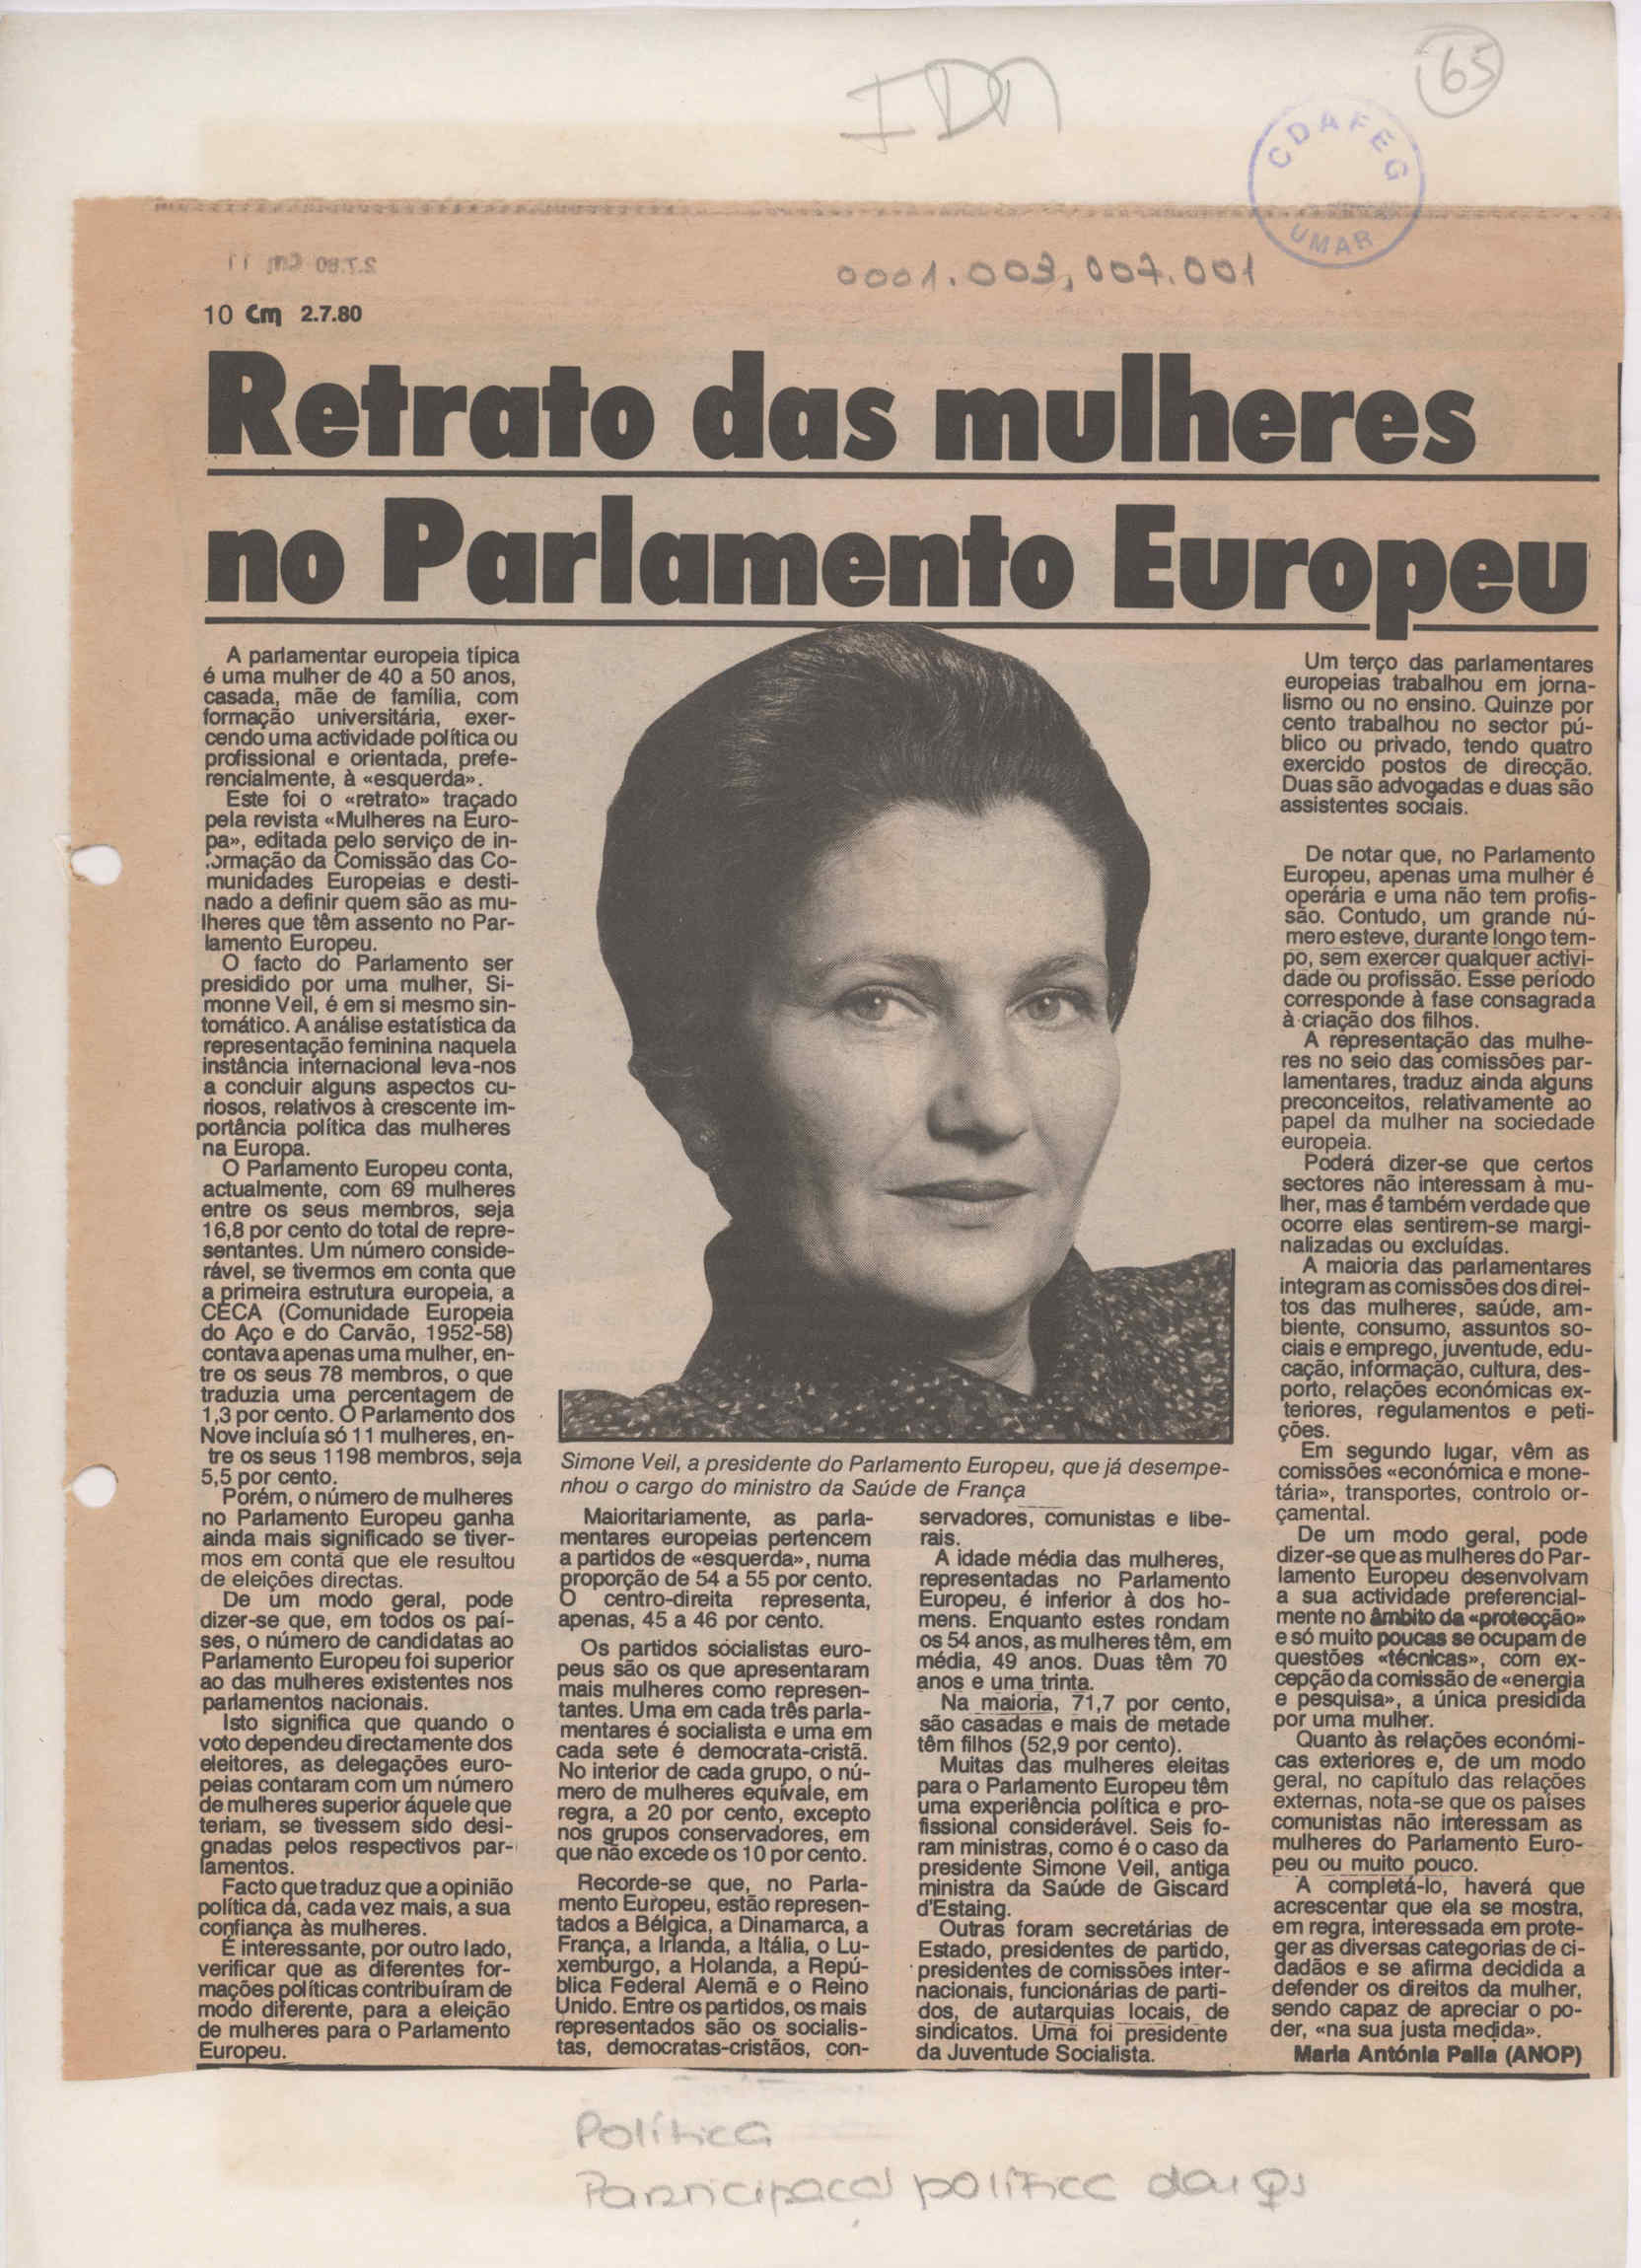 IDM
65
CDAFEG
UMAR
0001.003,007.001
10 Cm 2.7.80
Retrato das mulheres
no Parlamento Europeu
A parlamentar europeia típica
é uma mulher de 40 a 50 anos,
casada, mãe de família, com
formação universitária, exer-
cendo uma actividade política ou
profissional e orientada, prefe-
rencialmente, à «esquerda».
Este foi o «retrato» traçado
pela revista «Mulheres na Euro-
pa», editada pelo serviço de in-
formação da Comissão das Co-
munidades Europeias e desti-
nado a definir quem são as mu-
lheres que têm assento no Par-
lamento Europeu.
O facto do Parlamento ser
presidido por uma mulher, Si-
monne Veil, é em si mesmo sin-
tomático. A análise estatística da
representação feminina naquela
instância internacional leva-nos
a concluir alguns aspectos cu-
riosos, relativos à crescente im-
portância política das mulheres
na Europa.
O Parlamento Europeu conta,
actualmente, com 69 mulheres
entre os seus membros, seja
16,8 por cento do total de repre-
sentantes. Um número conside-
rável, se tivermos em conta que
a primeira estrutura europeia, a
CECA (Comunidade Europeia
do Aço e do Carvão, 1952-58)
contava apenas uma mulher, en-
tre os seus 78 membros, o que
traduzia uma percentagem de
1,3 por cento. O Parlamento dos
Nove incluía só 11 mulheres, en-
tre os seus 1198 membros, seja
5,5 por cento.
Porém, o número de mulheres
no Parlamento Europeu ganha
ainda mais significado se tiver-
mos em conta que ele resultou
de eleições directas.
De um modo geral, pode
dizer-se que, em todos os paí-
ses, o número de candidatas ao
Parlamento Europeu foi superior
ao das mulheres existentes nos
parlamentos nacionais.
Isto significa que quando o
voto dependeu directamente dos
eleitores, as delegações euro-
peias contaram com um número
de mulheres superior àquele que
teriam, se tivessem sido desi-
gnadas pelos respectivos par-
lamentos.
Facto que traduz que a opinião
política dá, cada vez mais, a sua
confiança às mulheres.
É interessante, por outro lado,
verificar que as diferentes for-
mações políticas contribuíram de
modo diferente, para a eleição
de mulheres para o Parlamento
Europeu.
Simone Veil, a presidente do Parlamento Europeu, que já desempe-
nhou o cargo do ministro da Saúde de França
Maioritariamente, as parla-
mentares europeias pertencem
a partidos de «esquerda», numa
proporção de 54 a 55 por cento.
O centro-direita representa,
apenas, 45 a 46 por cento.
Os partidos socialistas euro-
peus são os que apresentaram
mais mulheres como represen-
tantes. Uma em cada três parla-
mentares é socialista e uma em
cada sete é democrata-cristã.
No interior de cada grupo, o nú-
mero de mulheres equivale, em
regra, a 20 por cento, excepto
nos grupos conservadores, em
que não excede os 10 por cento.
Recorde-se que, no Parla-
mento Europeu, estão represen-
tados a Bélgica, a Dinamarca, a
França, a Irlanda, a Itália, o Lu-
xemburgo, a Holanda, a Repú-
blica Federal Alemã e o Reino
Unido. Entre os partidos, os mais
representados são os socialis-
tas, democratas-cristãos, con-
servadores, comunistas e libe-
rais.
A idade média das mulheres,
representadas no Parlamento
Europeu, é inferior à dos ho-
mens. Enquanto estes rondam
os 54 anos, as mulheres têm, em
média, 49 anos. Duas têm 70
anos e uma trinta.
Na maioria, 71,7 por cento,
são casadas e mais de metade
têm filhos (52,9 por cento).
Muitas das mulheres eleitas
para o Parlamento Europeu têm
uma experiência política e pro-
fissional considerável. Seis fo-
ram ministras, como é o caso da
presidente Simone Veil, antiga
ministra da Saúde de Giscard
d'Estaing.
Outras foram secretárias de
Estado, presidentes de partido,
presidentes de comissões inter-
nacionais, funcionárias de parti-
dos, de autarquias locais, de
sindicatos. Uma foi presidente
da Juventude Socialista.
Um terço das parlamentares
europeias trabalhou em jorna-
lismo ou no ensino. Quinze por
cento trabalhou no sector pú-
blico ou privado, tendo quatro
exercido postos de direcção.
Duas são advogadas e duas são
assistentes sociais.
De notar que, no Parlamento
Europeu, apenas uma mulher é
operária e uma não tem profis-
são. Contudo, um grande nú-
mero esteve, durante longo tem-
po, sem exercer qualquer activi-
dade ou profissão. Esse período
corresponde à fase consagrada
à criação dos filhos.
A representação das mulhe-
res no seio das comissões par-
lamentares, traduz ainda alguns
preconceitos, relativamente ao
papel da mulher na sociedade
europeia.
Poderá dizer-se que certos
sectores não interessam à mu-
lher, mas é também verdade que
ocorre elas sentirem-se margi-
nalizadas ou excluídas.
A maioria das parlamentares
integram as comissões dos direi-
tos das mulheres, saúde, am-
biente, consumo, assuntos so-
ciais e emprego, juventude, edu-
cação, informação, cultura, des-
porto, relações económicas ex-
teriores, regulamentos e peti-
ções.
Em segundo lugar, vêm as
comissões «económica e mone-
tária», transportes, controlo or-
çamental.
De um modo geral, pode
dizer-se que as mulheres do Par-
lamento Europeu desenvolvam
a sua actividade preferencial-
mente no âmbito da «protecção»
e só muito poucas se ocupam de
questões «técnicas», com ex-
cepção da comissão de «energia
e pesquisa», a única presidida
por uma mulher.
Quanto às relações económi-
cas exteriores e, de um modo
geral, no capítulo das relações
externas, nota-se que os países
comunistas não interessam as
mulheres do Parlamento Euro-
peu ou muito pouco.
A completá-lo, haverá que
acrescentar que ela se mostra,
em regra, interessada em prote-
ger as diversas categorias de ci-
dadãos e se afirma decidida a
defender os direitos da mulher,
sendo capaz de apreciar o po-
der, «na sua justa medida».
Maria Antónia Palla (ANOP)
Política
Participação política das ♀s